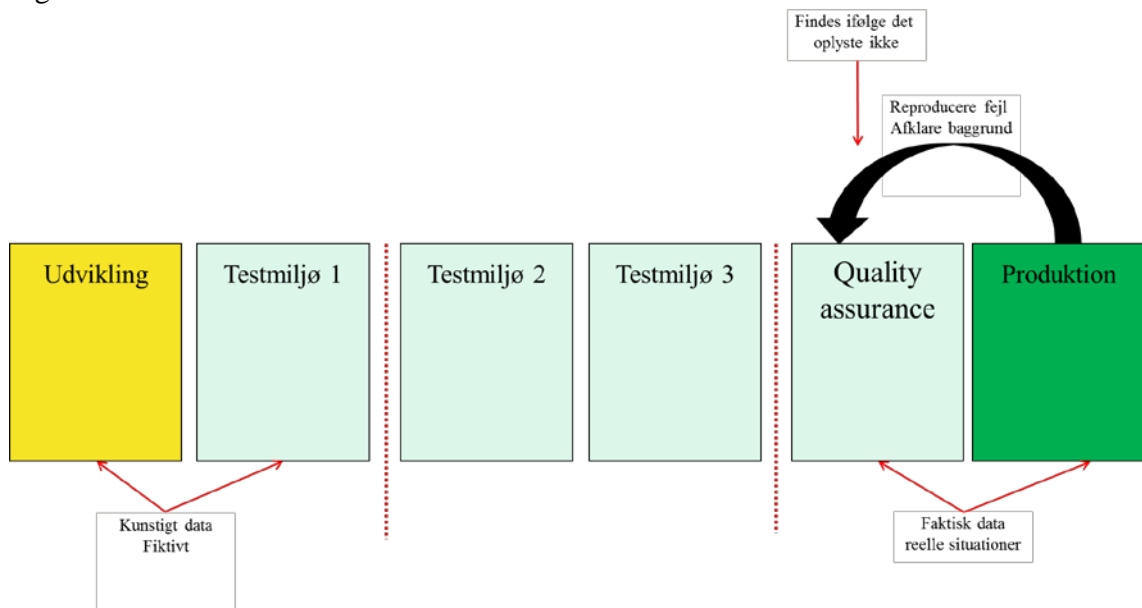 Findes ifølge det
oplyste ikke
Reproducere fejl
Afklare baggrund
Udvikling
Testmiljø 1
Testmiljø 2
Testmiljø 3
Quality
assurance
Produktion
Kunstigt data
Fiktivt
Faktisk data
reelle situationer